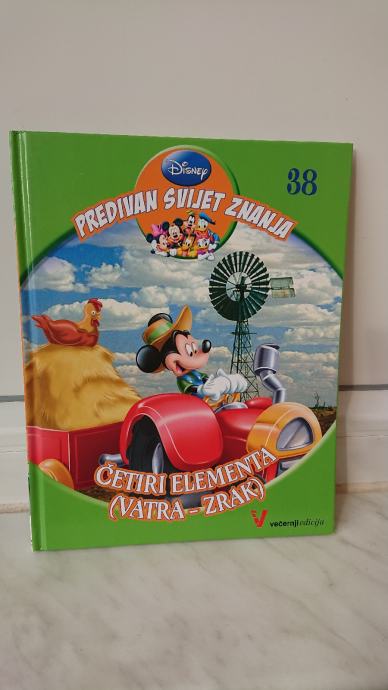 Disney
38
PREDIVAN SVIJET ZNANJA
ČETIRI ELEMENTA
(VATRA - ZRAK)
večernji edicija